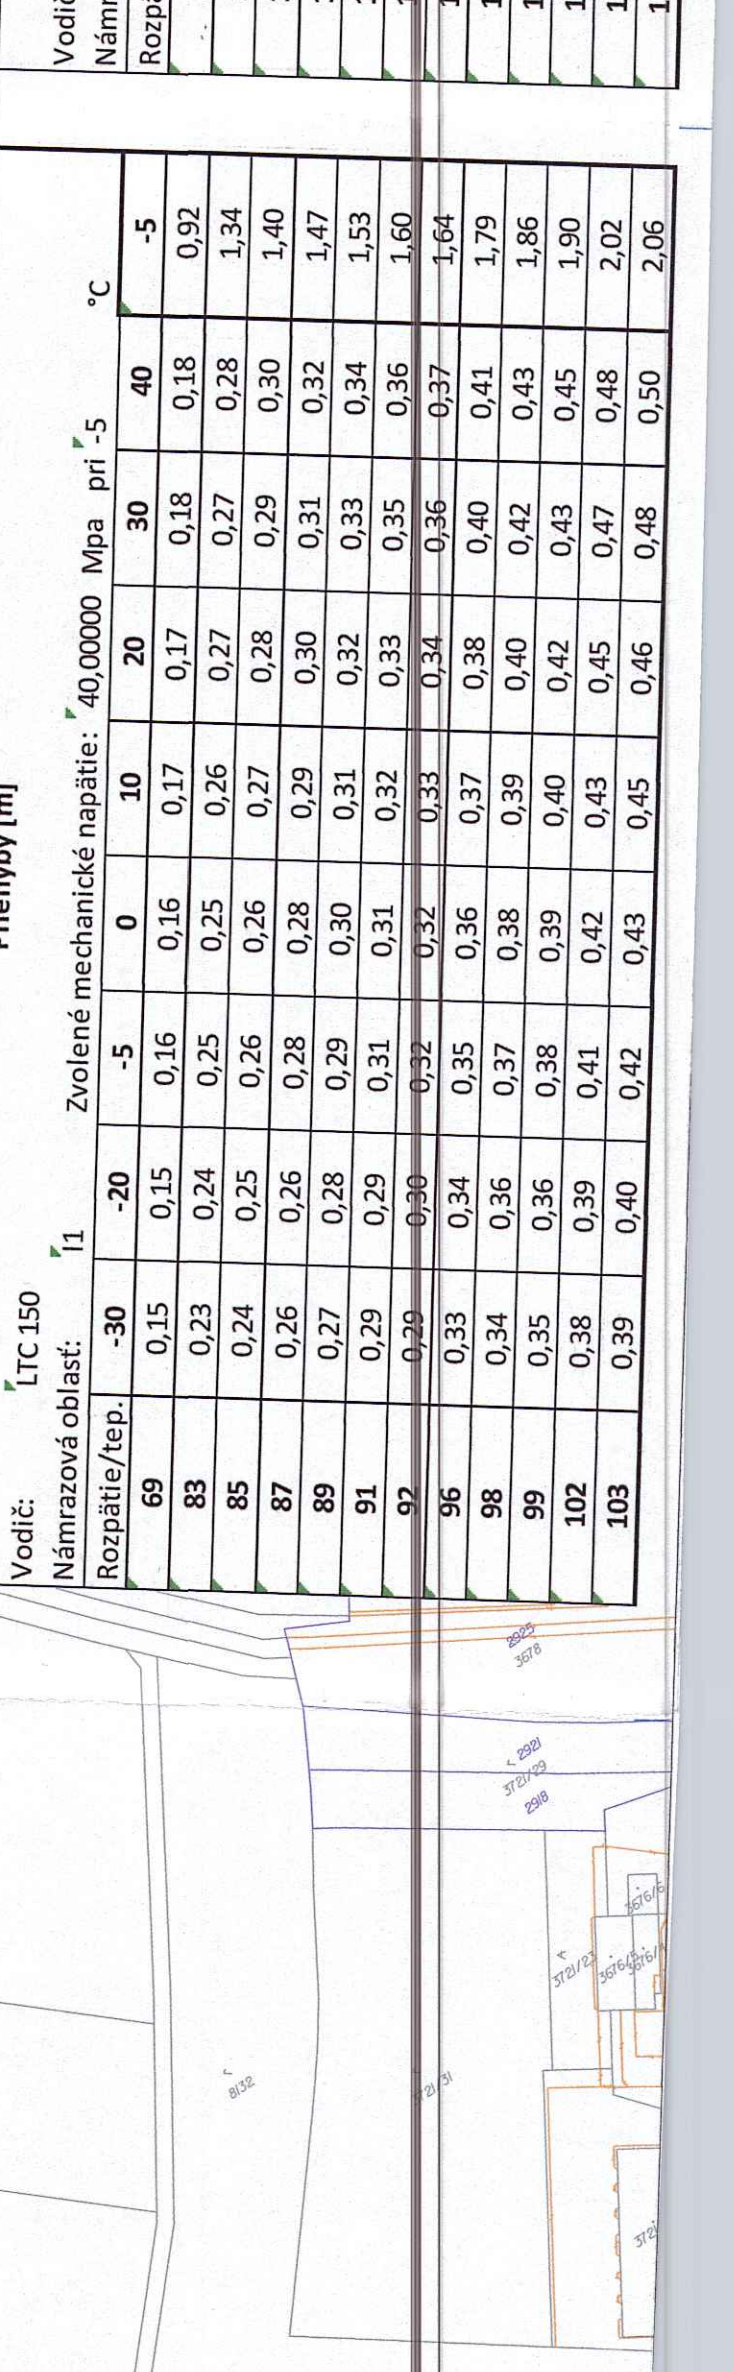 Priehyby [m]
Vodič: LTC 150
Námrazová oblasť: I1 Zvolené mechanické napätie: 40,00000 Mpa pri -5 °C
Rozpätie/tep. -30 -20 -5 0 10 20 30 40 -5
69 0,15 0,15 0,16 0,16 0,17 0,17 0,18 0,18 0,92
83 0,23 0,24 0,25 0,25 0,26 0,27 0,27 0,28 1,34
85 0,24 0,25 0,26 0,26 0,27 0,28 0,29 0,30 1,40
87 0,26 0,26 0,28 0,28 0,29 0,30 0,31 0,32 1,47
89 0,27 0,28 0,29 0,30 0,31 0,32 0,33 0,34 1,53
91 0,29 0,29 0,31 0,31 0,32 0,33 0,35 0,36 1,60
92 0,29 0,30 0,32 0,32 0,33 0,34 0,36 0,37 1,64
96 0,33 0,34 0,35 0,36 0,37 0,38 0,40 0,41 1,79
98 0,34 0,36 0,37 0,38 0,39 0,40 0,42 0,43 1,86
99 0,35 0,36 0,38 0,39 0,40 0,42 0,43 0,45 1,90
102 0,38 0,39 0,41 0,42 0,43 0,45 0,47 0,48 2,02
103 0,39 0,40 0,42 0,43 0,45 0,46 0,48 0,50 2,06
Vodič
Námr
Rozpä
8132
3721/31
2925
3678
2921
3721/29
2918
3721/23
3676/5
3676/6